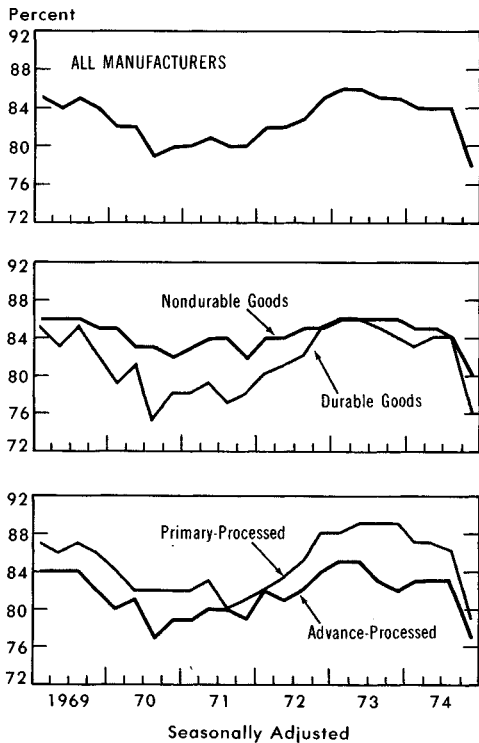 Percent
92
88
84
80
76
72
ALL MANUFACTURERS
92
88
84
80
76
72
Nondurable Goods
Durable Goods
92
88
84
80
76
72
Primary-Processed
Advance-Processed
1969 70 71 72 73 74
Seasonally Adjusted